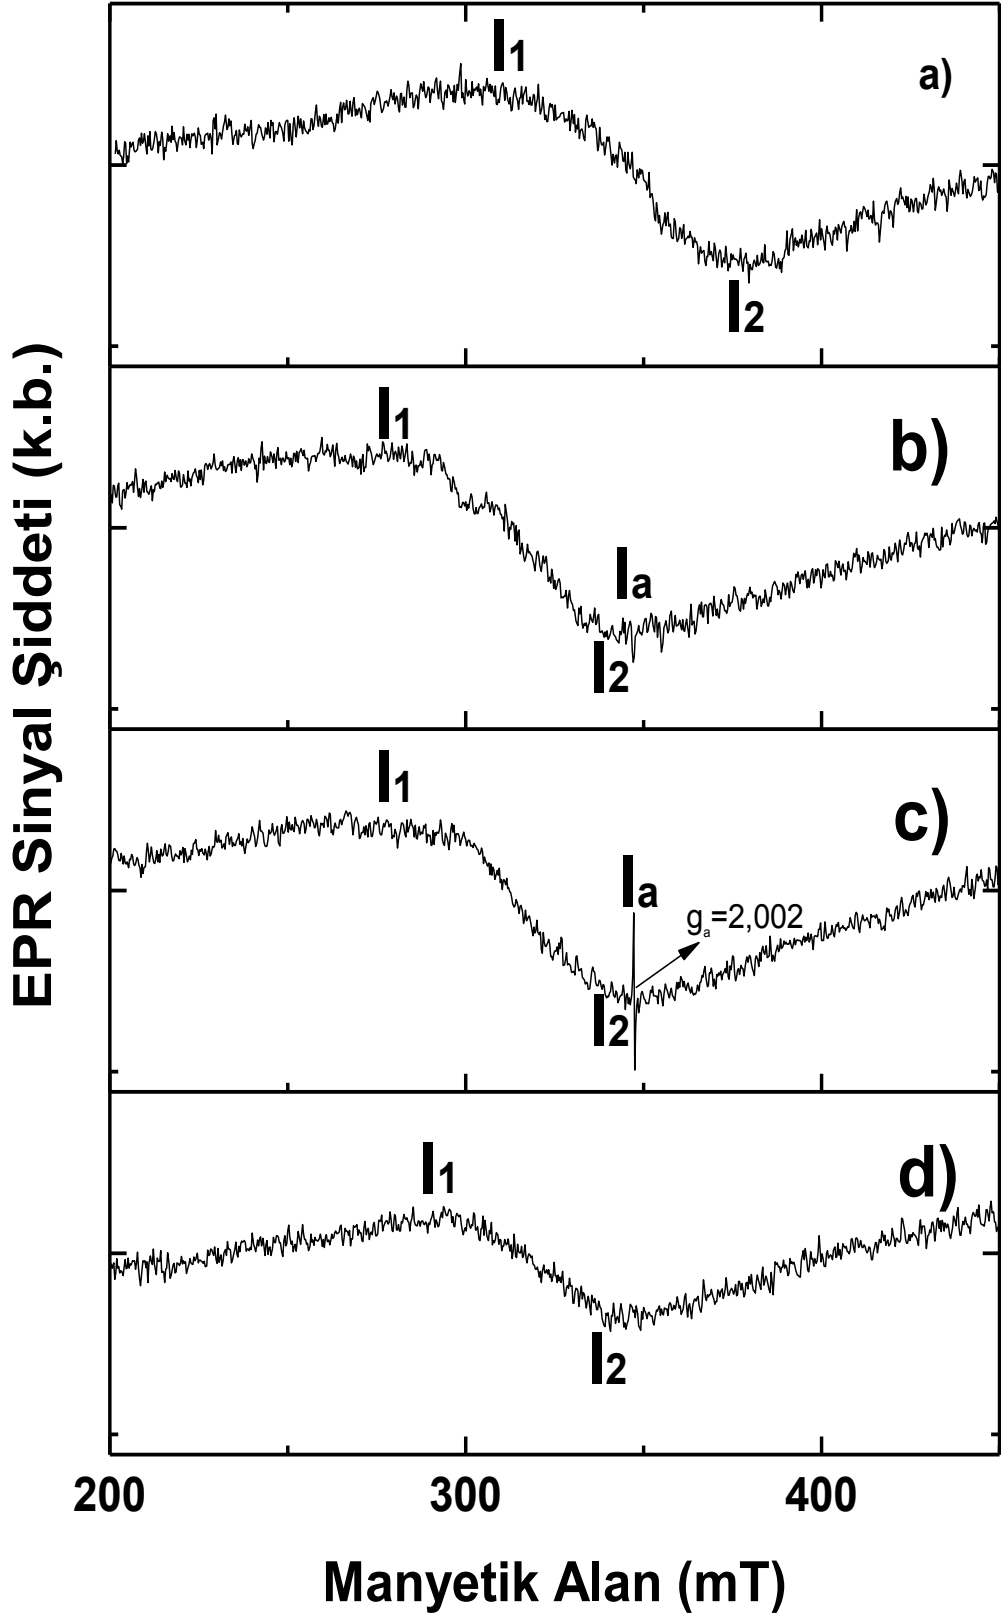 I1
a)
I2
I1
b)
Ia
I2
I1
c)
Ia
ga=2,002
I2
I1
d)
I2
EPR Sinyal Şiddeti (k.b.)
200 300 400
Manyetik Alan (mT)